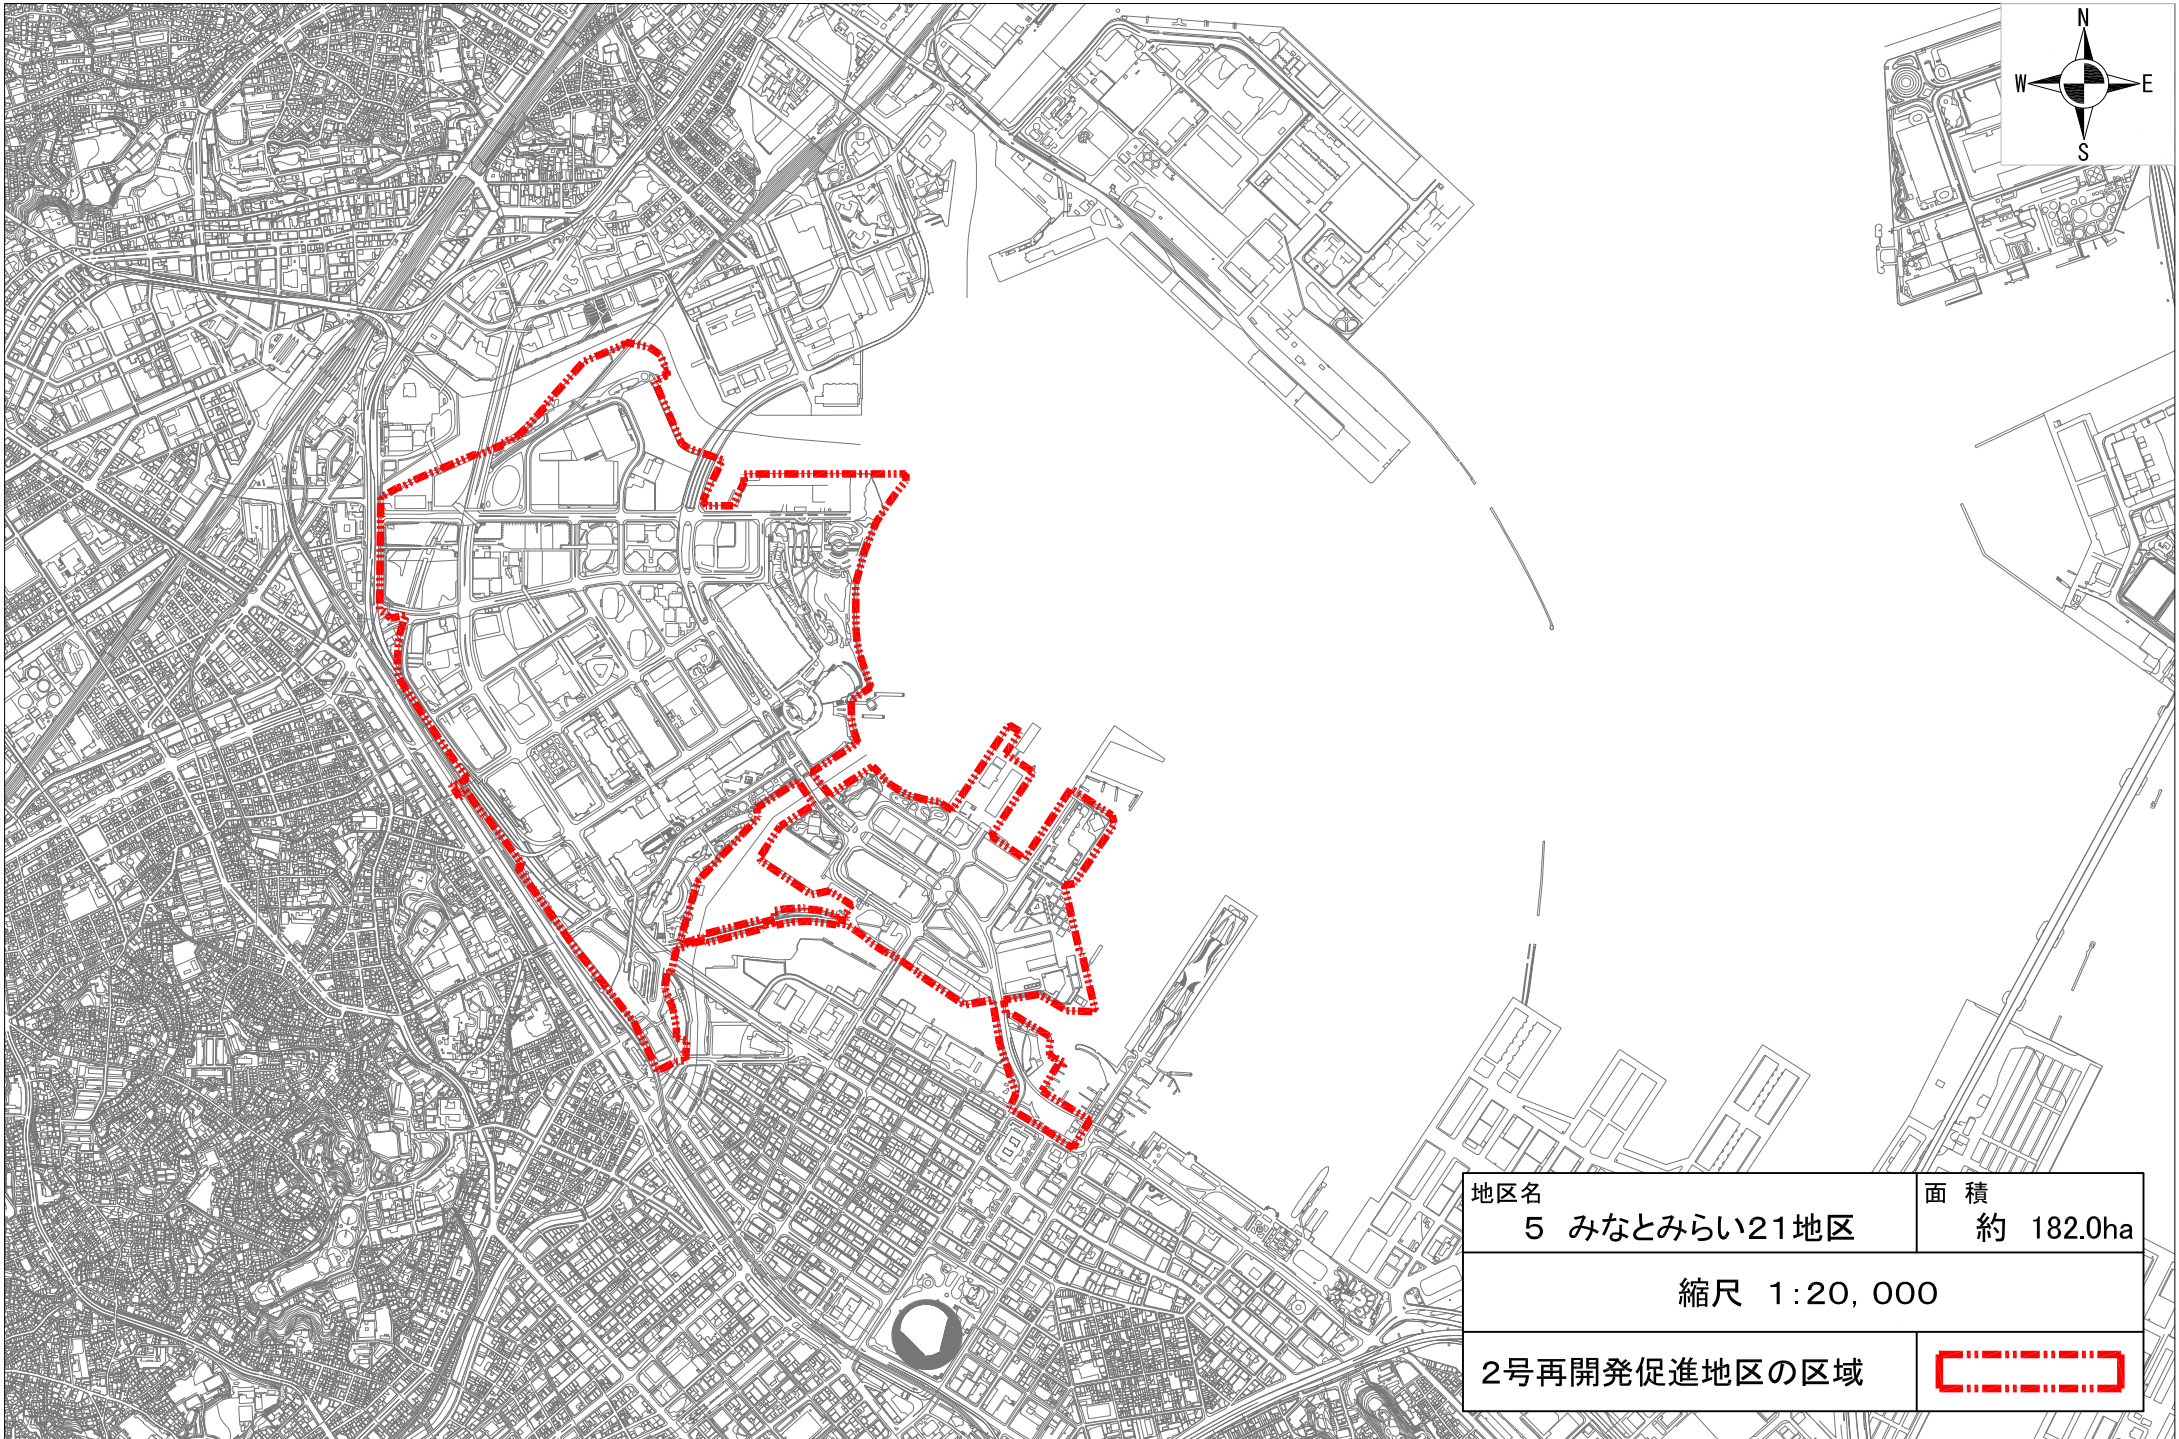 N
W E
S
地区名
5 みなとみらい21地区
面 積
約 182.0ha
縮尺 1:20,000
2号再開発促進地区の区域